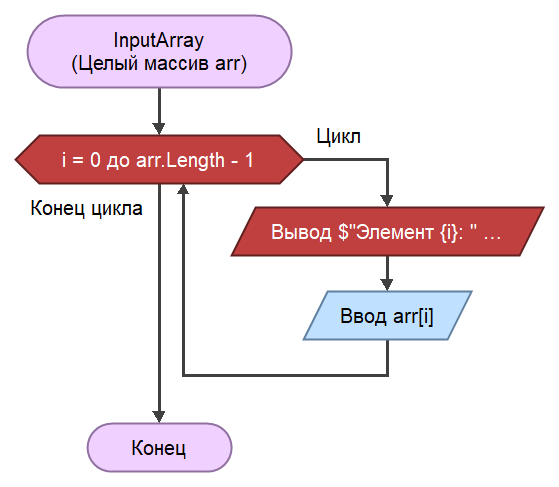 InputArray
(Целый массив arr)
i = 0 до arr.Length - 1
Цикл
Конец цикла
Вывод $"Элемент {i}: " ...
Ввод arr[i]
Конец